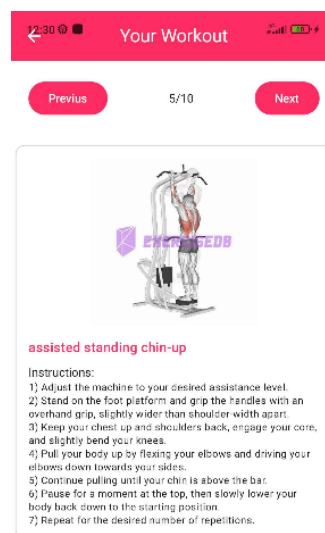 12:30
Your Workout
Previus
5/10
Next
EXERCISEDB
assisted standing chin-up
Instructions:
1) Adjust the machine to your desired assistance level.
2) Stand on the foot platform and grip the handles with an
overhand grip, slightly wider than shoulder-width apart.
3) Keep your chest up and shoulders back, engage your core,
and slightly bend your knees.
4) Pull your body up by flexing your elbows and driving your
elbows down towards your sides.
5) Continue pulling until your chin is above the bar.
6) Pause for a moment at the top, then slowly lower your
body back down to the starting position.
7) Repeat for the desired number of repetitions.